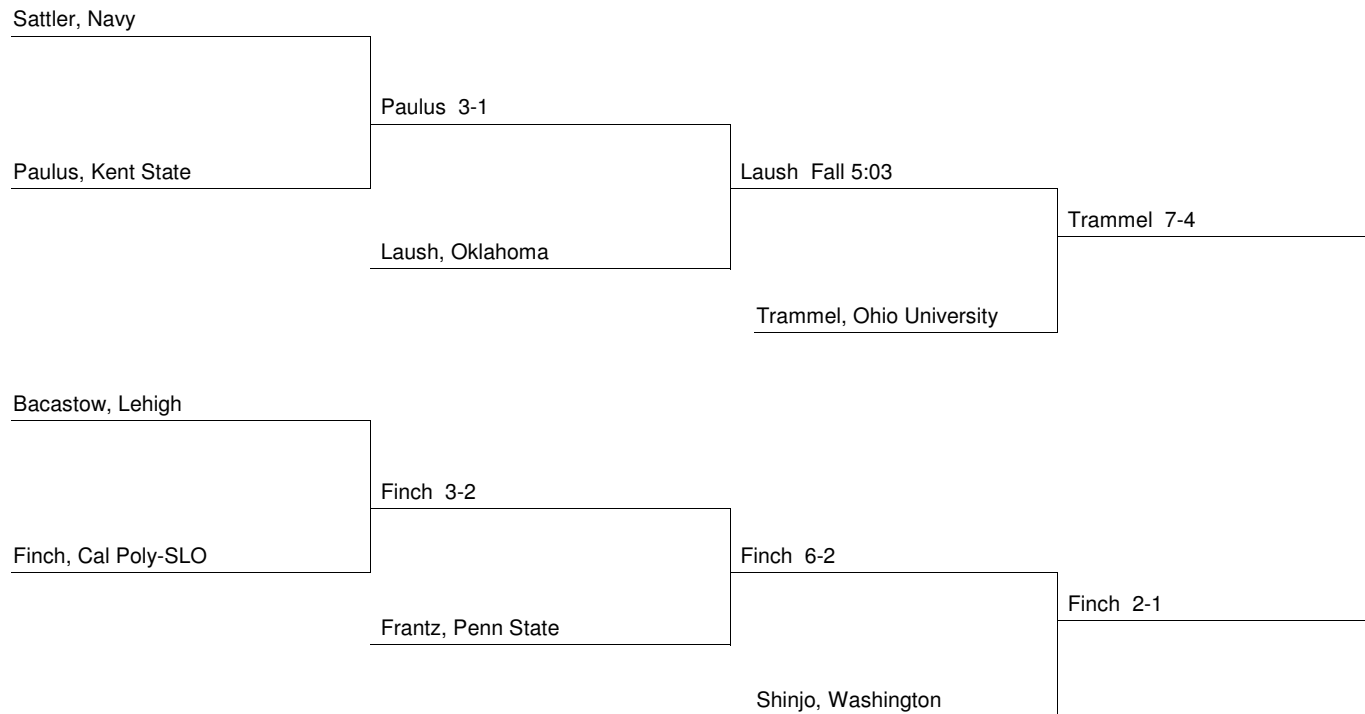 Sattler, Navy
Paulus 3-1
Paulus, Kent State
Laush Fall 5:03
Trammel 7-4
Laush, Oklahoma
Trammel, Ohio University
Bacastow, Lehigh
Finch 3-2
Finch, Cal Poly-SLO
Finch 6-2
Finch 2-1
Frantz, Penn State
Shinjo, Washington